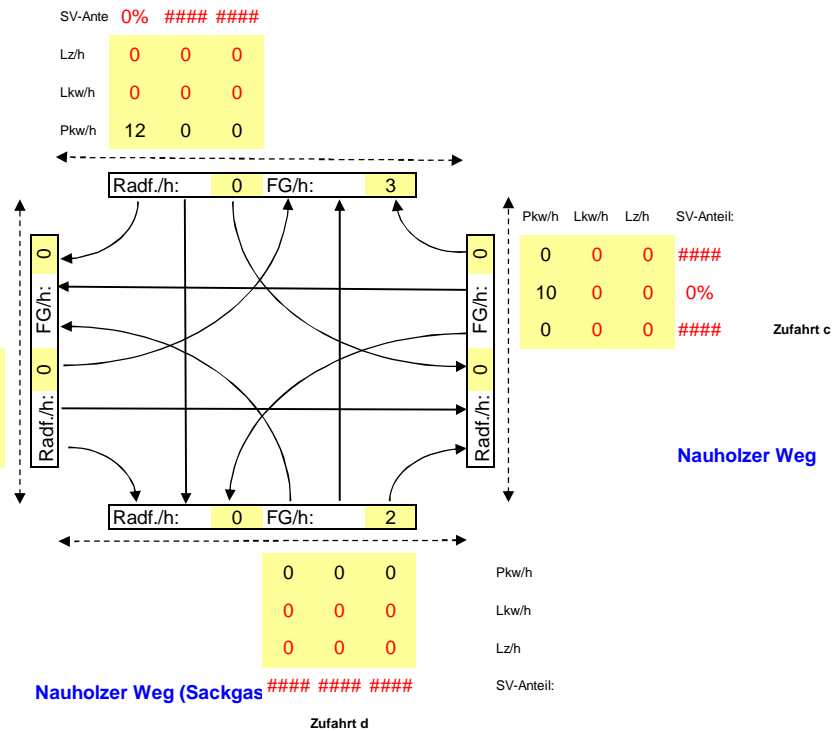 SV-Ante 0% #### ####
Lz/h 0 0 0
Lkw/h 0 0 0
Pkw/h 12 0 0
Radf./h: 0 FG/h: 3
Pkw/h Lkw/h Lz/h SV-Anteil:
0 0 0 ####
10 0 0 0%
0 0 0 ####
Zufahrt c
Radf./h: 0 FG/h: 0
Radf./h: 0 FG/h: 0
Nauholzer Weg
Radf./h: 0 FG/h: 2
0 0 0 Pkw/h
0 0 0 Lkw/h
0 0 0 Lz/h
#### #### #### SV-Anteil:
Nauholzer Weg (Sackgas
Zufahrt d